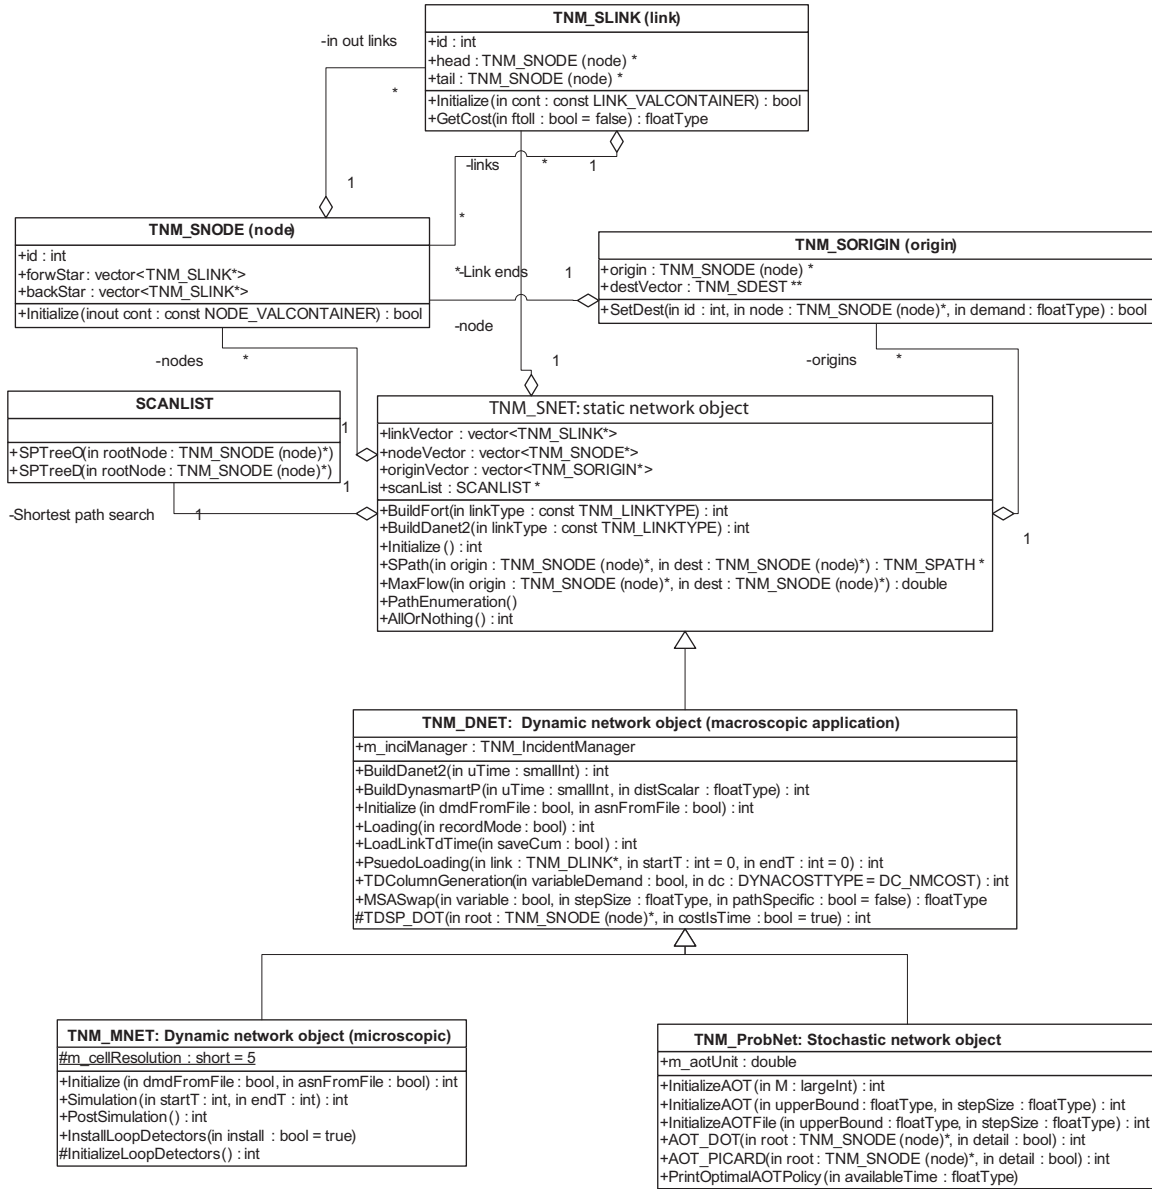 TNM_SLINK (link)
+id : int
+head : TNM_SNODE (node) *
+tail : TNM_SNODE (node) *
+Initialize(in cont : const LINK_VALCONTAINER) : bool
+GetCost(in ftoll : bool = false) : floatType
-in out links
*
1
-links
*
1
*
TNM_SNODE (node)
+id : int
+forwStar: vector<TNM_SLINK*>
+backStar : vector<TNM_SLINK*>
+Initialize(inout cont : const NODE_VALCONTAINER) : bool
*-Link ends
1
-node
TNM_SORIGIN (origin)
+origin : TNM_SNODE (node) *
+destVector : TNM_SDEST **
+SetDest(in id : int, in node : TNM_SNODE (node)*, in demand : floatType) : bool
-nodes
*
1
-origins
*
SCANLIST
+SPTreeO(in rootNode : TNM_SNODE (node)*)
+SPTreeD(in rootNode : TNM_SNODE (node)*)
1
1
-Shortest path search
1
TNM_SNET: static network object
+linkVector : vector<TNM_SLINK*>
+nodeVector : vector<TNM_SNODE*>
+originVector : vector<TNM_SORIGIN*>
+scanList : SCANLIST *
+BuildFort(in linkType : const TNM_LINKTYPE) : int
+BuildDanet2(in linkType : const TNM_LINKTYPE) : int
+Initialize() : int
+SPath(in origin : TNM_SNODE (node)*, in dest : TNM_SNODE (node)*) : TNM_SPATH *
+MaxFlow(in origin : TNM_SNODE (node)*, in dest : TNM_SNODE (node)*) : double
+PathEnumeration()
+AllOrNothing() : int
1
TNM_DNET: Dynamic network object (macroscopic application)
+m_inciManager : TNM_IncidentManager
+BuildDanet2(in uTime : smallInt) : int
+BuildDynasmartP(in uTime : smallInt, in distScalar : floatType) : int
+Initialize(in dmdFromFile : bool, in asnFromFile : bool) : int
+Loading(in recordMode : bool) : int
+LoadLinkTdTime(in saveCum : bool) : int
+PsuedoLoading(in link : TNM_DLINK*, in startT : int = 0, in endT : int = 0) : int
+TDColumnGeneration(in variableDemand : bool, in dc : DYNACOSTTYPE = DC_NMCOST) : int
+MSASwap(in variable : bool, in stepSize : floatType, in pathSpecific : bool = false) : floatType
#TDSP_DOT(in root : TNM_SNODE (node)*, in costIsTime : bool = true) : int
TNM_MNET: Dynamic network object (microscopic)
#m_cellResolution : short = 5
+Initialize(in dmdFromFile : bool, in asnFromFile : bool) : int
+Simulation(in startT : int, in endT : int) : int
+PostSimulation() : int
+InstallLoopDetectors(in install : bool = true)
#InitializeLoopDetectors() : int
TNM_ProbNet: Stochastic network object
+m_aotUnit : double
+InitializeAOT(in M : largeInt) : int
+InitializeAOT(in upperBound : floatType, in stepSize : floatType) : int
+InitializeAOTFile(in upperBound : floatType, in stepSize : floatType) : int
+AOT_DOT(in root : TNM_SNODE (node)*, in detail : bool) : int
+AOT_PICARD(in root : TNM_SNODE (node)*, in detail : bool) : int
+PrintOptimalAOTPolicy(in availableTime : floatType)